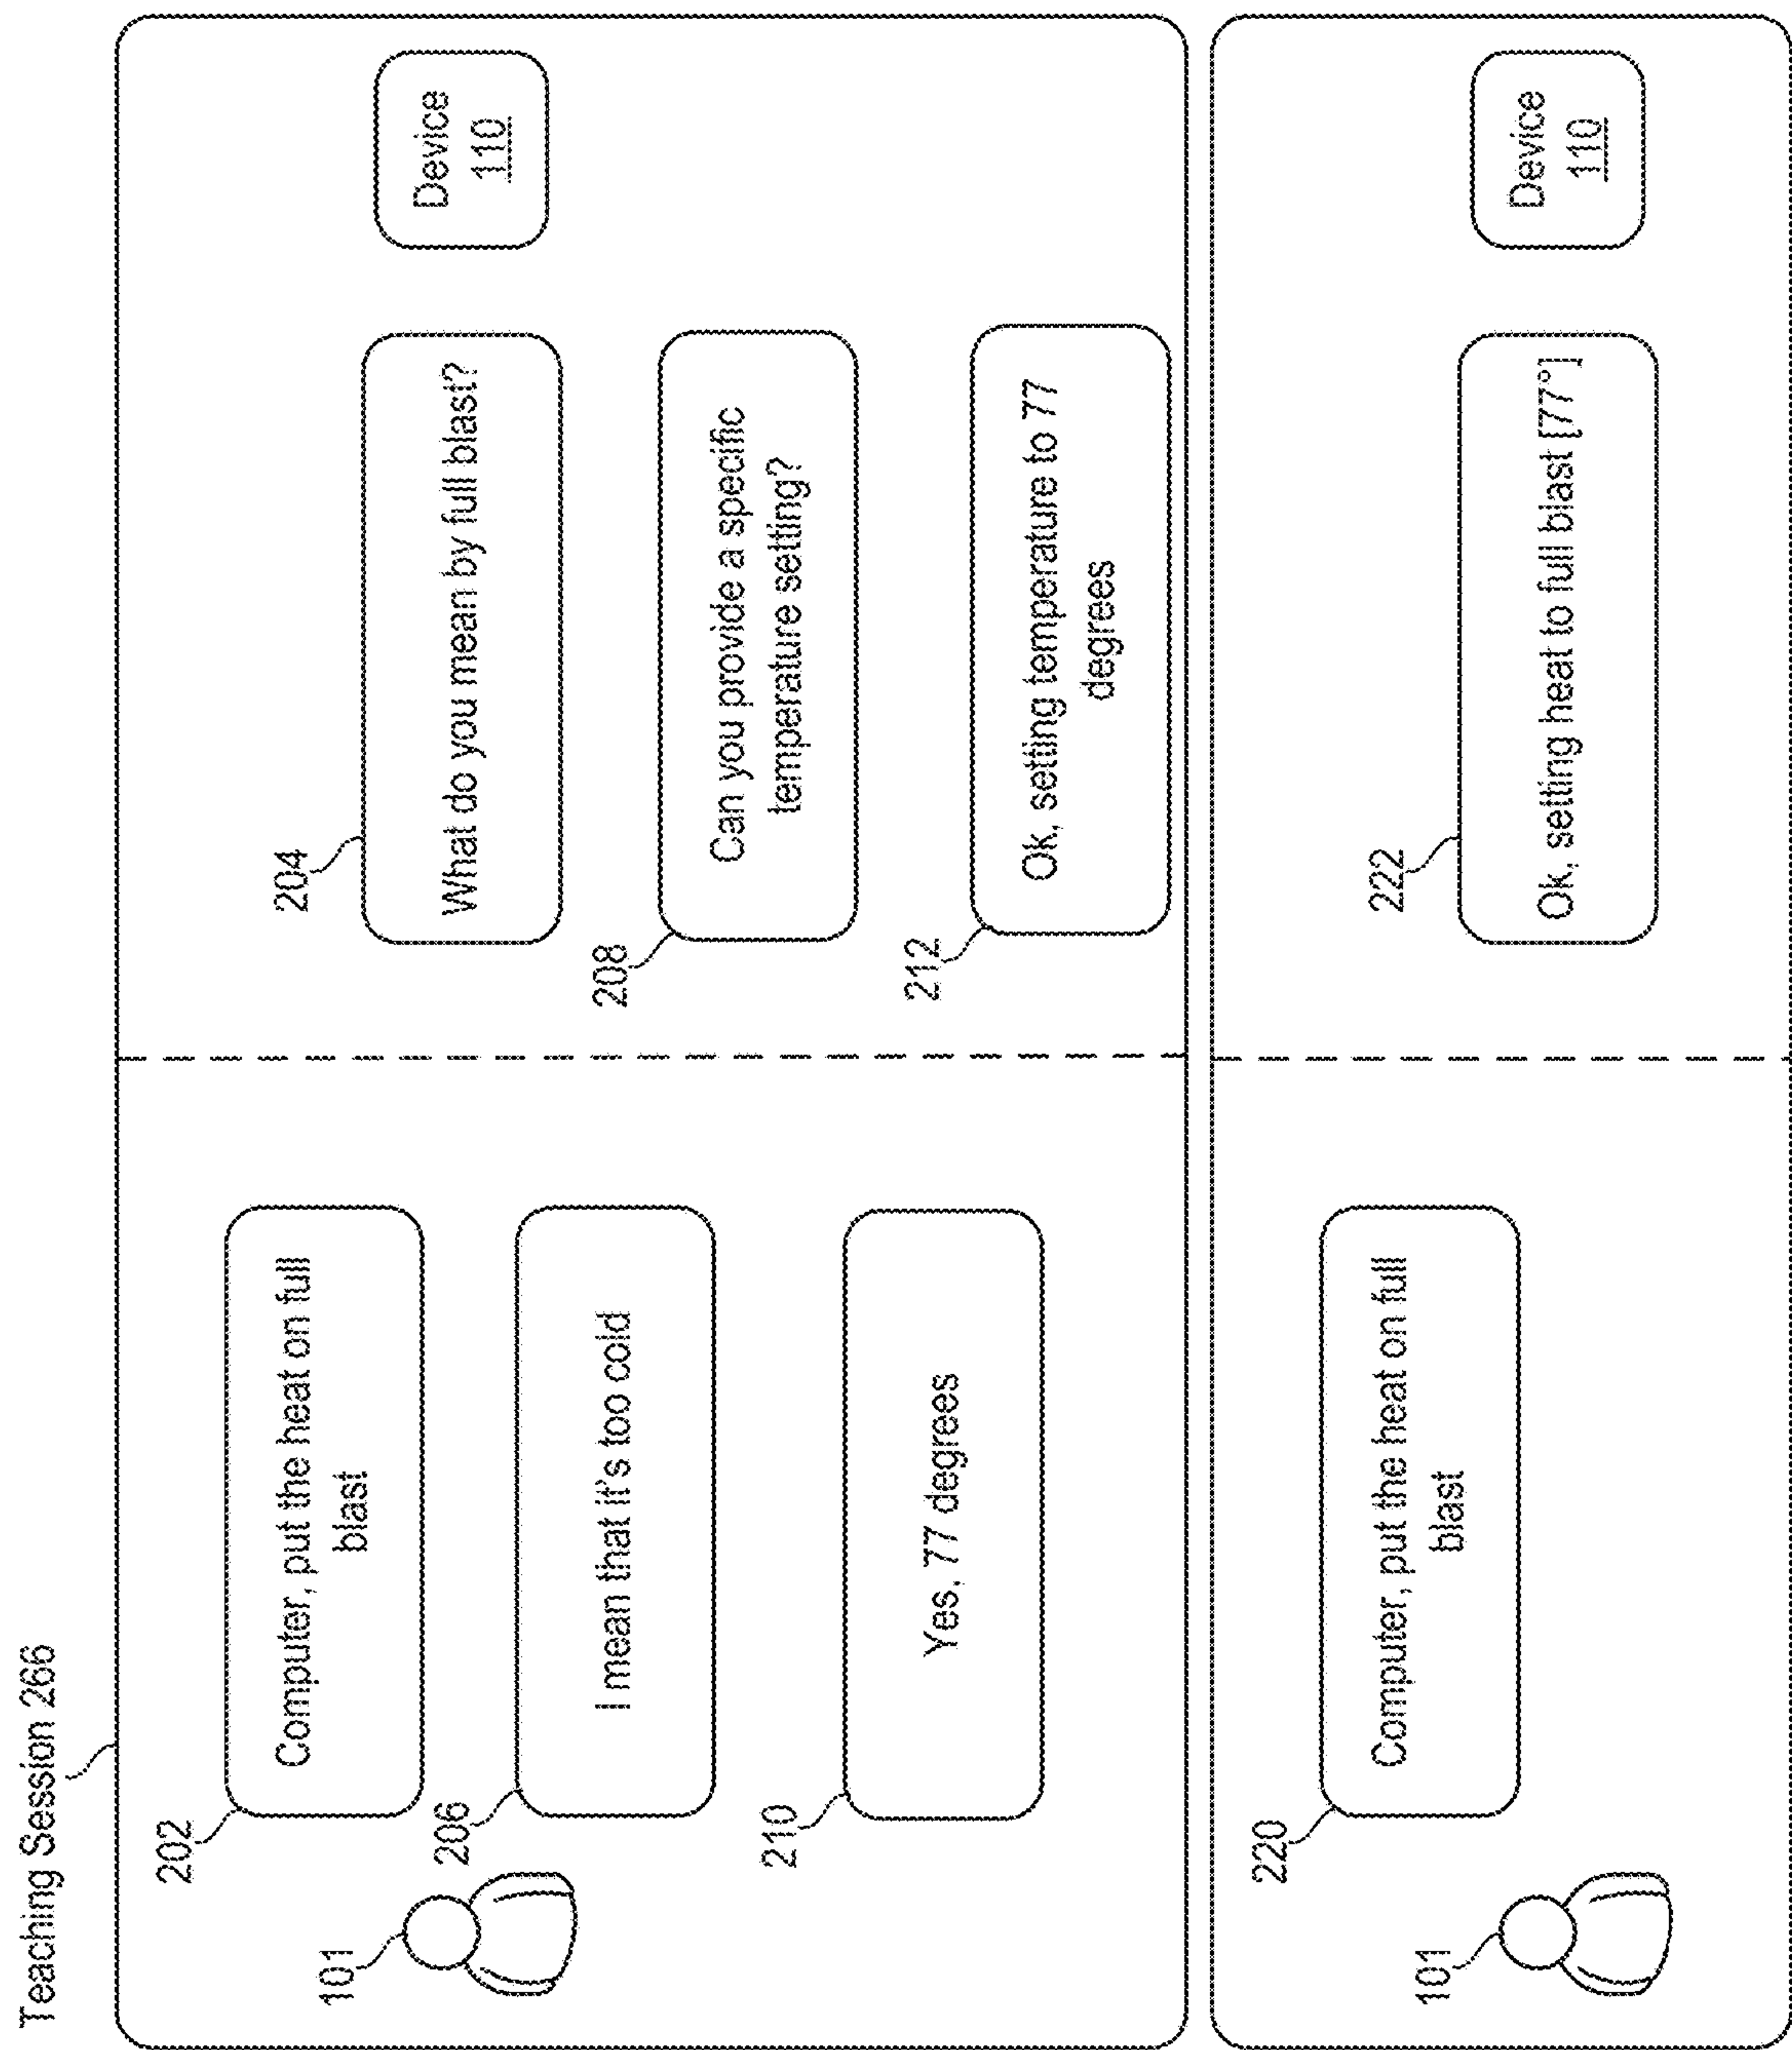 Teaching Session 266
202
Computer, put the heat on full
blast
204
What do you mean by full blast?
101
Device
110
206
I mean that it's too cold
208
Can you provide a specific
temperature setting?
210
Yes, 77 degrees
212
Ok, setting temperature to 77
degrees
220
Computer, put the heat on full
blast
222
Ok, setting heat to full blast [77°]
101
Device
110